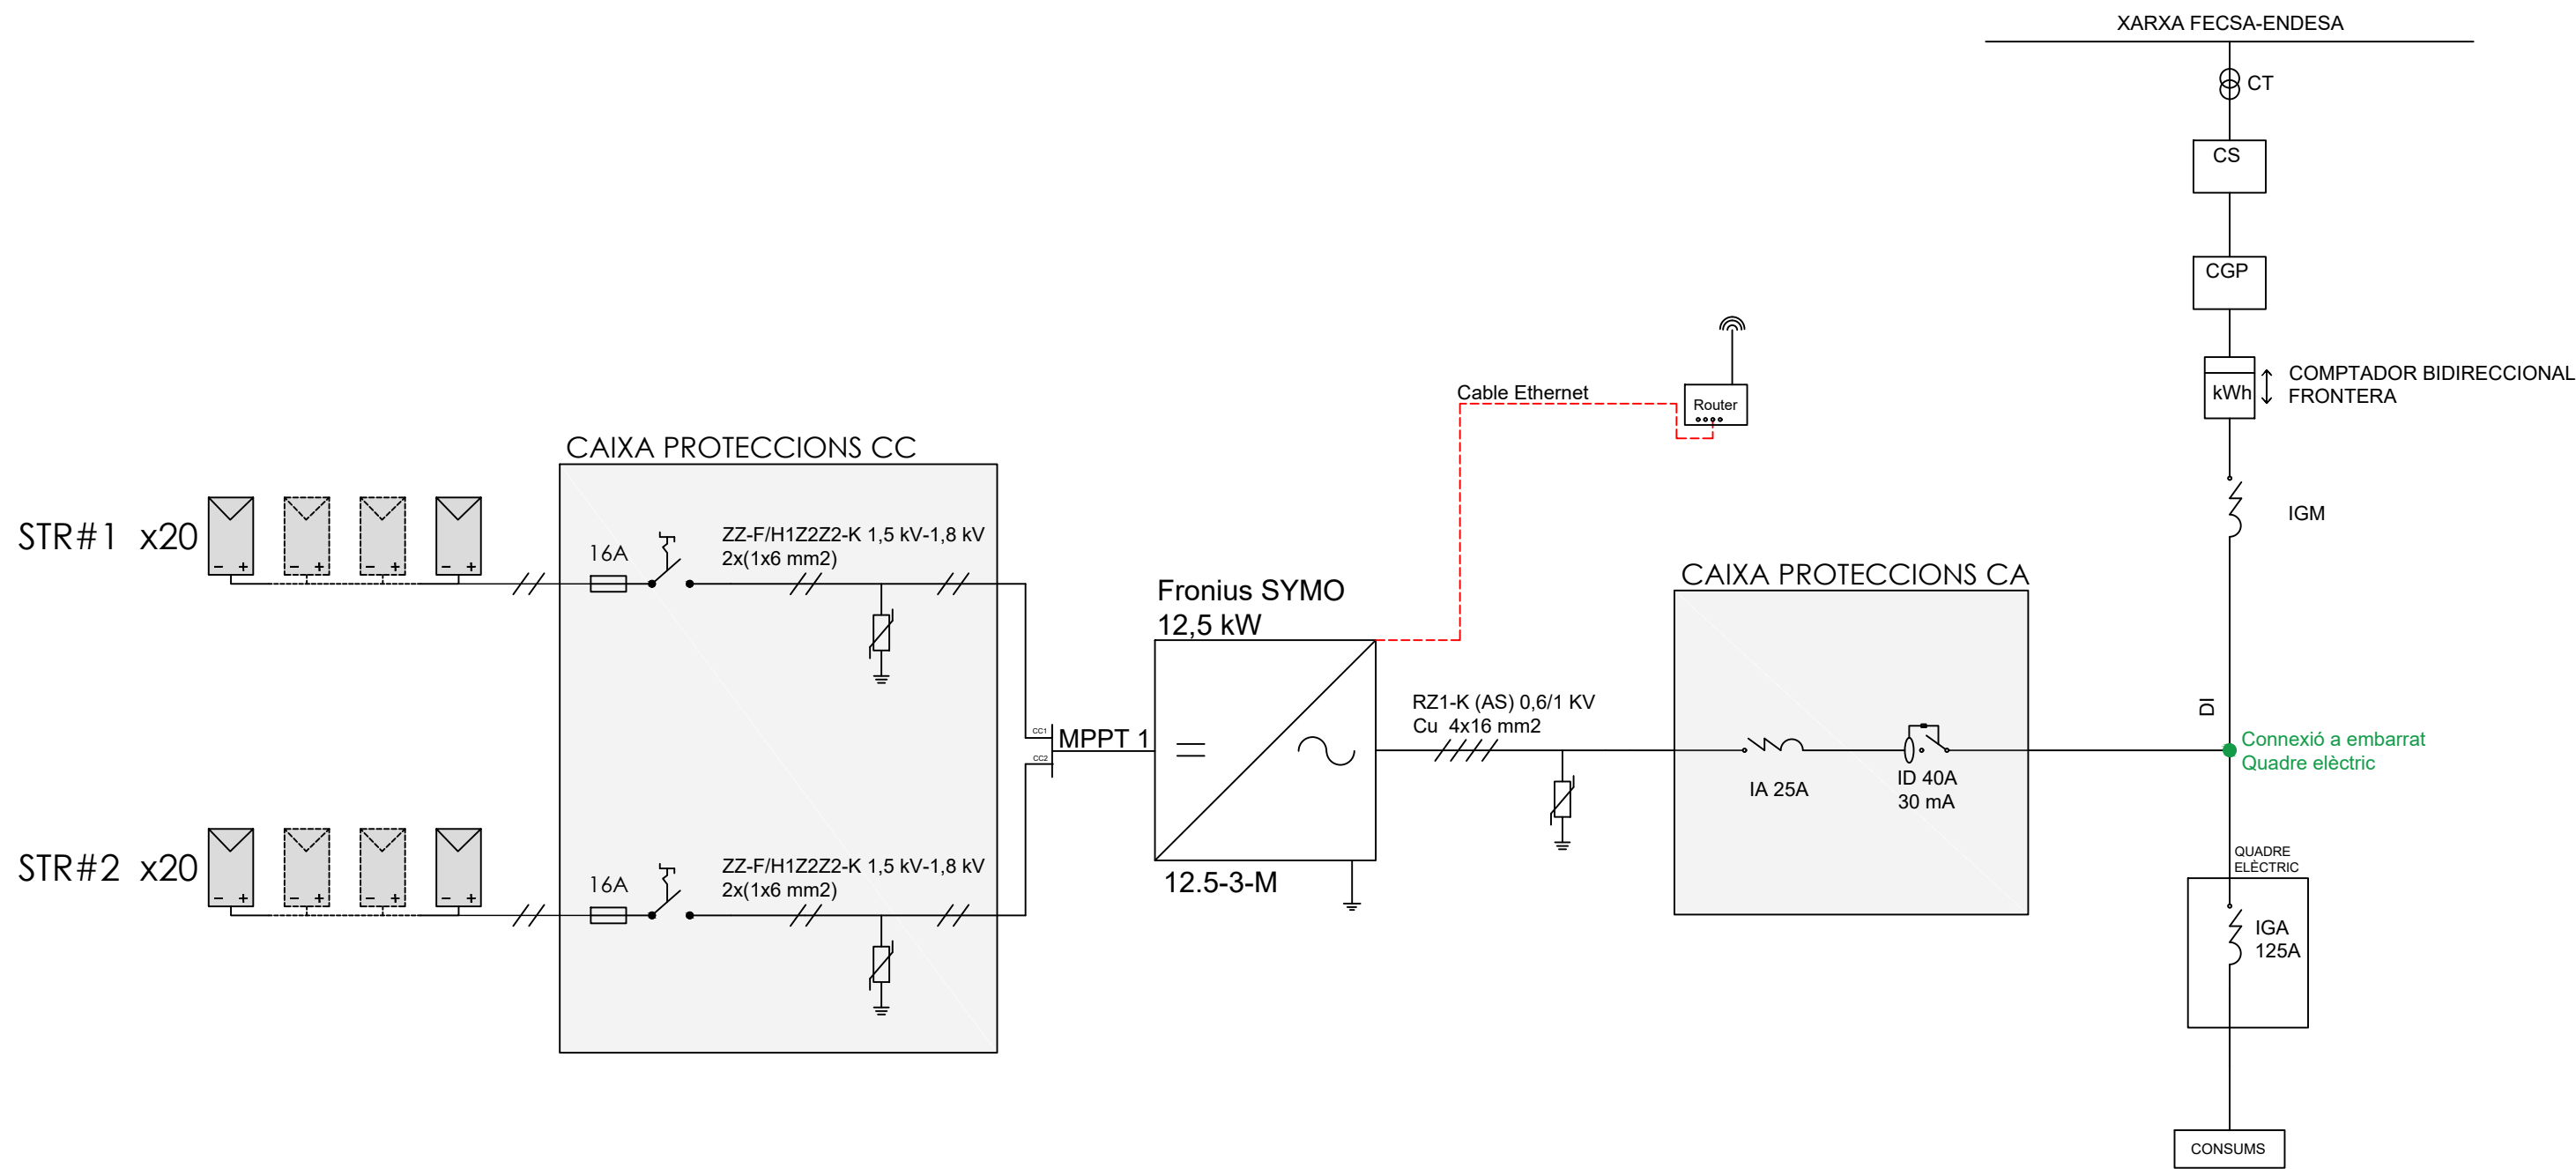 XARXA FECSA-ENDESA
CT
CS
CGP
kWh
COMPTADOR BIDIRECCIONAL
FRONTERA
Cable Ethernet
Router
IGM
CAIXA PROTECCIONS CC
STR#1 x20
- +
- +
- +
- +
16A
ZZ-F/H1Z2Z2-K 1,5 kV-1,8 kV
2x(1x6 mm2)
STR#2 x20
- +
- +
- +
- +
16A
ZZ-F/H1Z2Z2-K 1,5 kV-1,8 kV
2x(1x6 mm2)
CC1
CC2
MPPT 1
Fronius SYMO
12,5 kW
12.5-3-M
RZ1-K (AS) 0,6/1 KV
Cu 4x16 mm2
CAIXA PROTECCIONS CA
IA 25A
ID 40A
30 mA
DI
Connexió a embarrat
Quadre elèctric
QUADRE
ELÈCTRIC
IGA
125A
CONSUMS